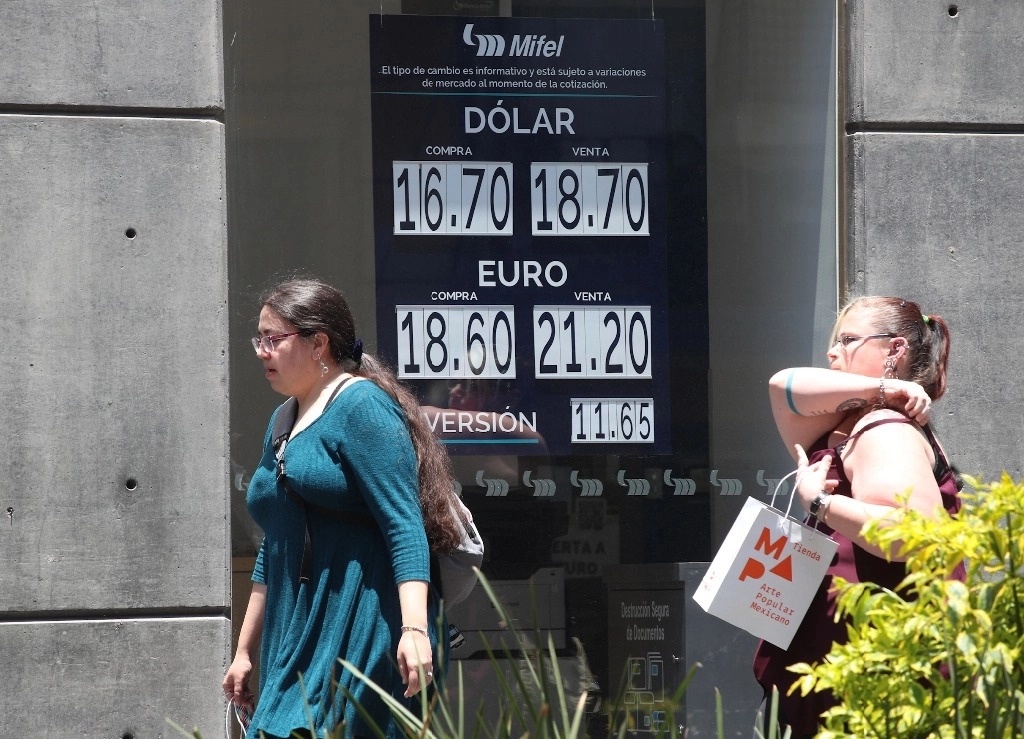 Mifel
El tipo de cambio es informativo y está sujeto a variaciones
de mercado al momento de la cotización.
DÓLAR
COMPRA VENTA
16.70 18.70
EURO
COMPRA VENTA
18.60 21.20
VERSIÓN 11.65
Destrucción Segura
de Documentos
MAP
Tienda
Arte
Popular
Mexicano